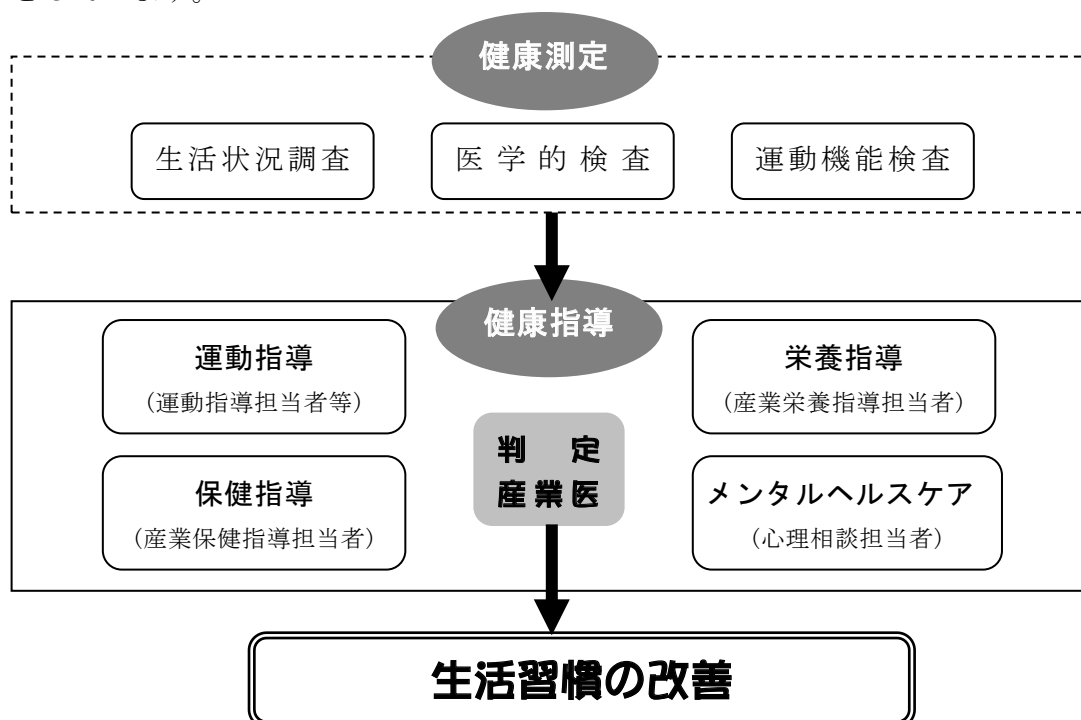 健康測定
生活状況調査
医学的検査
運動機能検査
健康指導
運動指導
(運動指導担当者等)
栄養指導
(産業栄養指導担当者)
判 定
産業医
保健指導
(産業保健指導担当者)
メンタルヘルスケア
(心理相談担当者)
生活習慣の改善